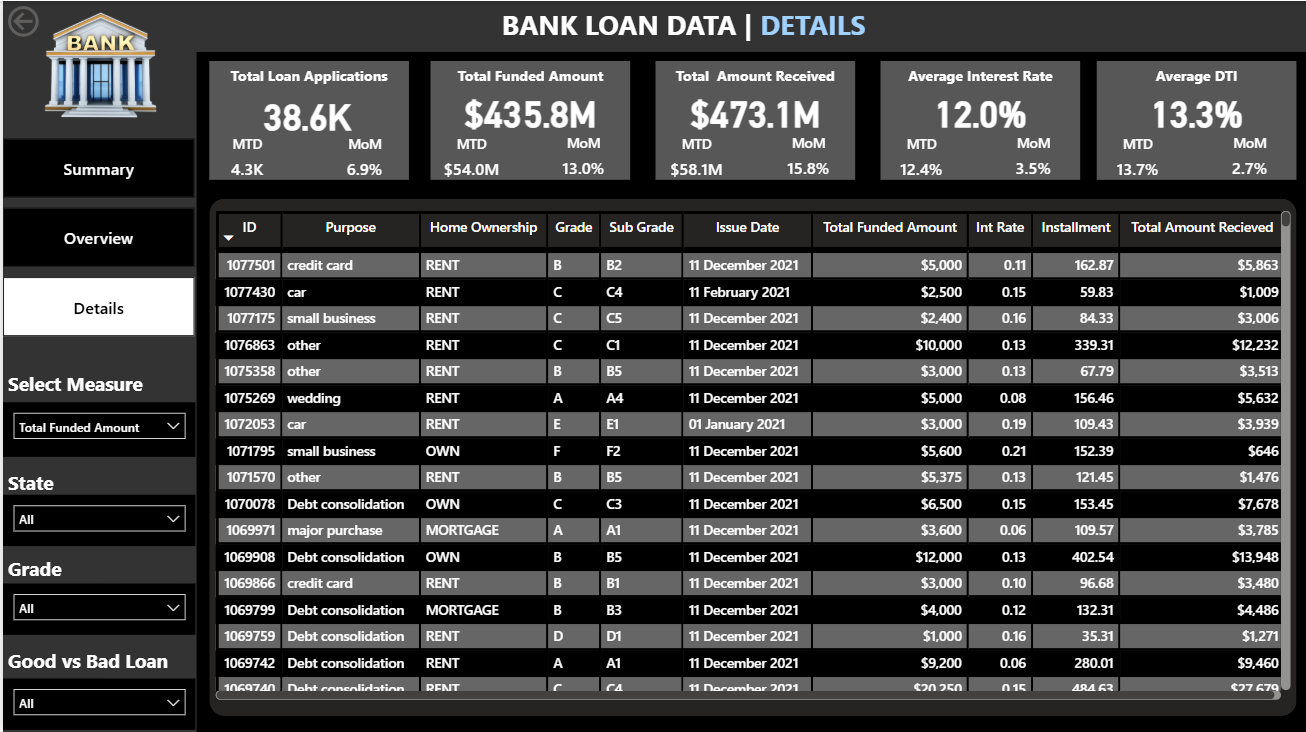 BANK
BANK LOAN DATA | DETAILS
Total Loan Applications
38.6K
MTD MoM
4.3K 6.9%
Total Funded Amount
$435.8M
MTD MoM
$54.0M 13.0%
Total Amount Received
$473.1M
MTD MoM
$58.1M 15.8%
Average Interest Rate
12.0%
MTD MoM
12.4% 3.5%
Average DTI
13.3%
MTD MoM
13.7% 2.7%
Summary
Overview
Details
Select Measure
Total Funded Amount
State
All
Grade
All
Good vs Bad Loan
All
ID Purpose Home Ownership Grade Sub Grade Issue Date Total Funded Amount Int Rate Installment Total Amount Recieved
1077501 credit card RENT B B2 11 December 2021 $5,000 0.11 162.87 $5,863
1077430 car RENT C C4 11 February 2021 $2,500 0.15 59.83 $1,009
1077175 small business RENT C C5 11 December 2021 $2,400 0.16 84.33 $3,006
1076863 other RENT C C1 11 December 2021 $10,000 0.13 339.31 $12,232
1075358 other RENT B B5 11 December 2021 $3,000 0.13 67.79 $3,513
1075269 wedding RENT A A4 11 December 2021 $5,000 0.08 156.46 $5,632
1072053 car RENT E E1 01 January 2021 $3,000 0.19 109.43 $3,939
1071795 small business OWN F F2 11 December 2021 $5,600 0.21 152.39 $646
1071570 other RENT B B5 11 December 2021 $5,375 0.13 121.45 $1,476
1070078 Debt consolidation OWN C C3 11 December 2021 $6,500 0.15 153.45 $7,678
1069971 major purchase MORTGAGE A A1 11 December 2021 $3,600 0.06 109.57 $3,785
1069908 Debt consolidation OWN B B5 11 December 2021 $12,000 0.13 402.54 $13,948
1069866 credit card RENT B B1 11 December 2021 $3,000 0.10 96.68 $3,480
1069799 Debt consolidation MORTGAGE B B3 11 December 2021 $4,000 0.12 132.31 $4,486
1069759 Debt consolidation RENT D D1 11 December 2021 $1,000 0.16 35.31 $1,271
1069742 Debt consolidation RENT A A1 11 December 2021 $9,200 0.06 280.01 $9,460
1069740 Debt consolidation RENT C C4 11 December 2021 $20,250 0.15 484.63 $27,679